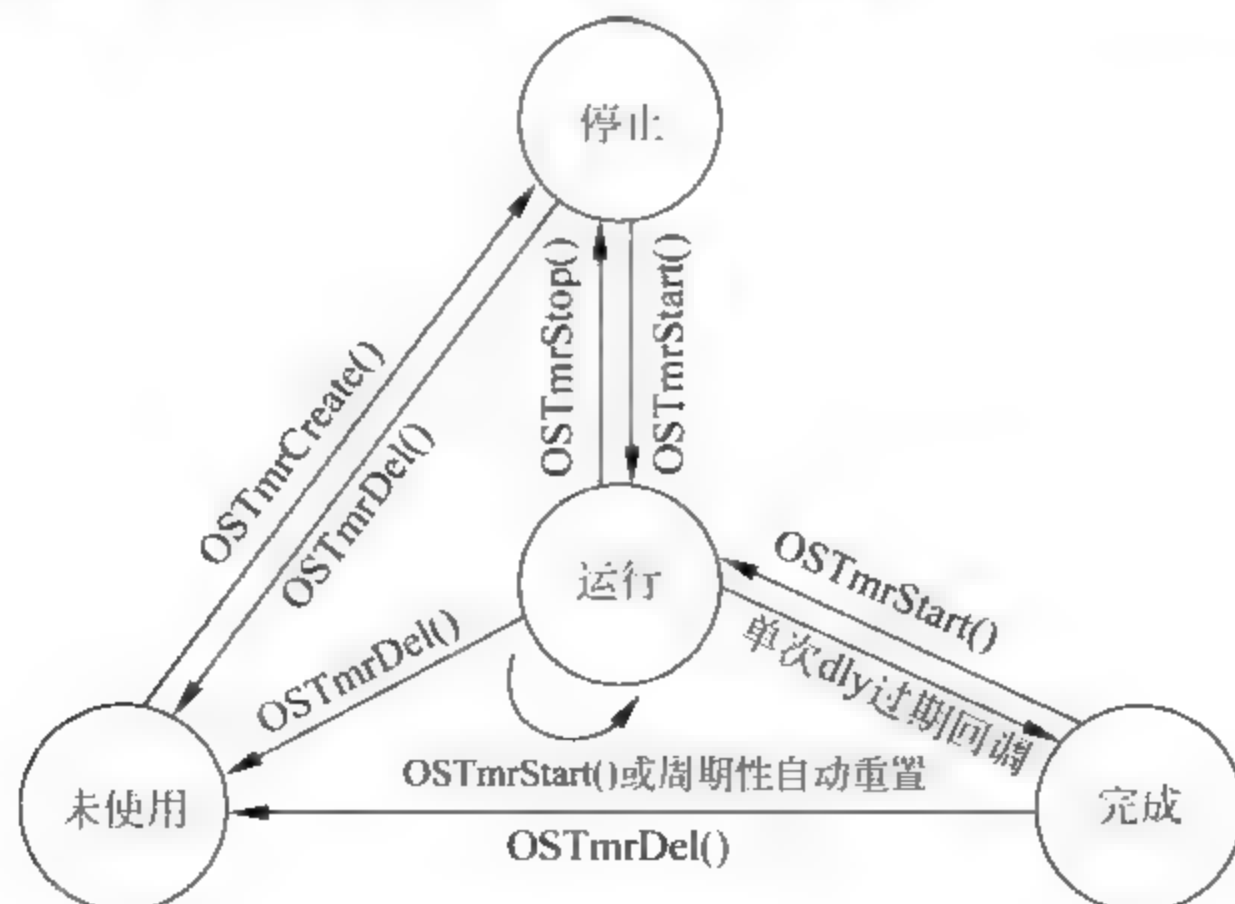 停止
OSTmrStop()
OSTmrStart()
OSTmrCreate()
OSTmrDel()
运行
OSTmrStart()
单次dly过期回调
OSTmrDel()
OSTmrStart()或周期性自动重置
未使用
完成
OSTmrDel()